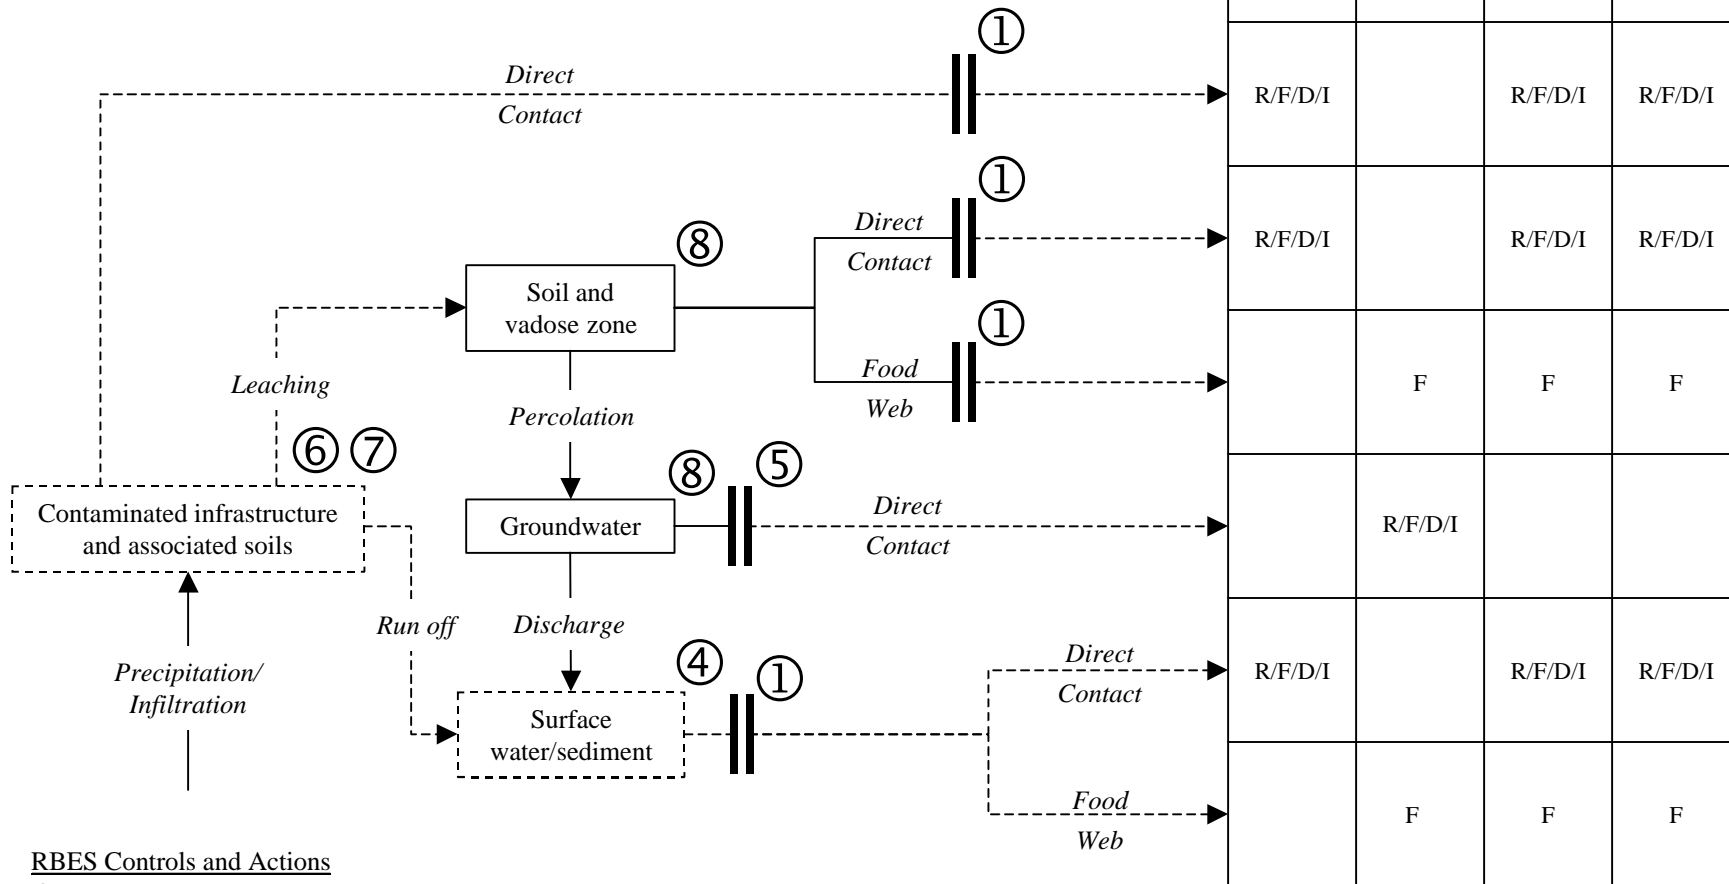 ①
Direct
Contact
R/F/D/I R/F/D/I R/F/D/I
①
⑧
Direct
Contact
R/F/D/I R/F/D/I R/F/D/I
Soil and
vadose zone
①
Leaching
Food
Web
F F F
Percolation
⑥ ⑦
⑧ ⑤
Contaminated infrastructure
and associated soils
Groundwater
Direct
Contact
R/F/D/I
Run off
Discharge
④ ①
Precipitation/
Infiltration
Direct
Contact
R/F/D/I R/F/D/I R/F/D/I
Surface
water/sediment
Food
Web
F F F
RBES Controls and Actions